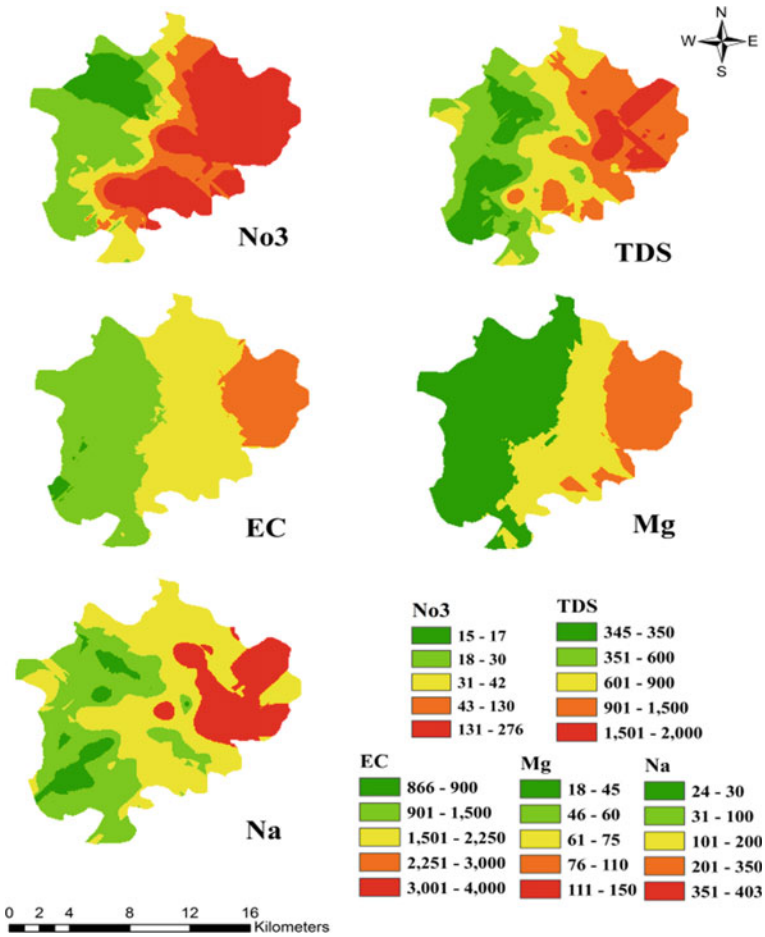 N
W E
S
No3
TDS
EC
Mg
Na
No3
15 - 17
18 - 30
31 - 42
43 - 130
131 - 276
TDS
345 - 350
351 - 600
601 - 900
901 - 1,500
1,501 - 2,000
EC
866 - 900
901 - 1,500
1,501 - 2,250
2,251 - 3,000
3,001 - 4,000
Mg
18 - 45
46 - 60
61 - 75
76 - 110
111 - 150
Na
24 - 30
31 - 100
101 - 200
201 - 350
351 - 403
0 2 4 8 12 16
Kilometers